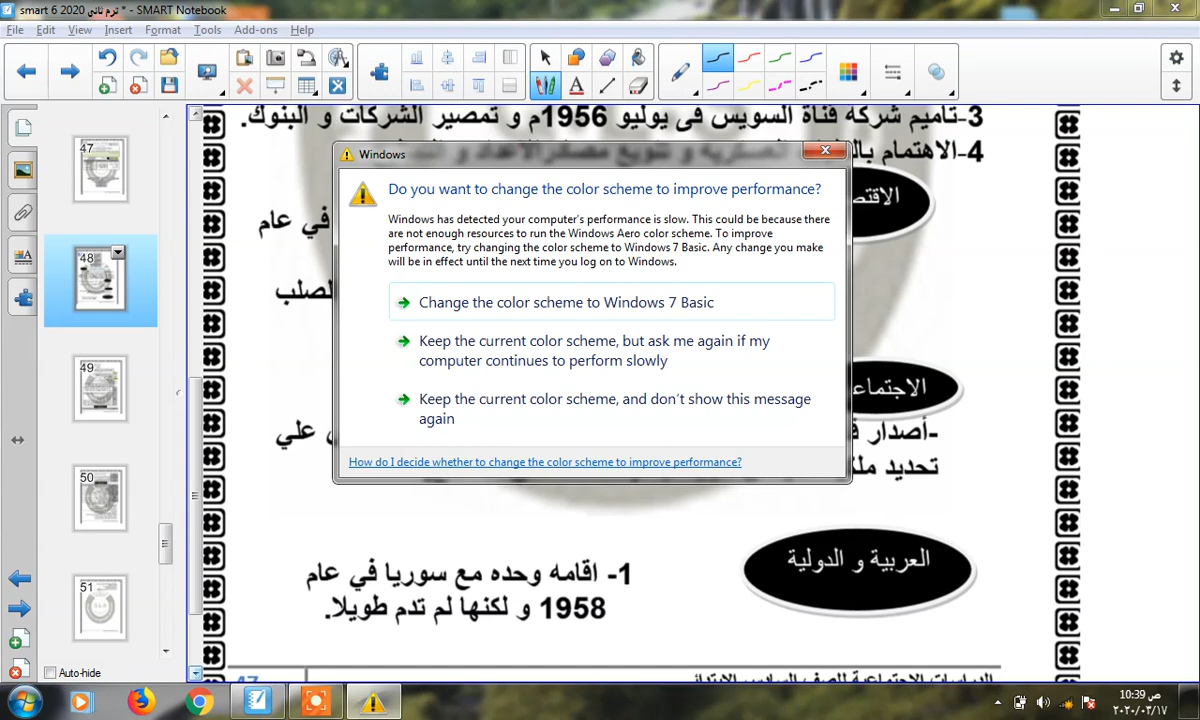 smart 6 2020 ترم ثاني * - SMART Notebook
File Edit View Insert Format Tools Add-ons Help
47
48
49
50
51
Auto-hide
3-تأميم شركة قناة السويس فى يوليو 1956م و تمصير الشركات و البنوك.
4-الاهتمام
Windows
Do you want to change the color scheme to improve performance?
Windows has detected your computer's performance is slow. This could be because there
are not enough resources to run the Windows Aero color scheme. To improve
performance, try changing the color scheme to Windows 7 Basic. Any change you make
will be in effect until the next time you log on to Windows.
Change the color scheme to Windows 7 Basic
Keep the current color scheme, but ask me again if my
computer continues to perform slowly
Keep the current color scheme, and don't show this message
again
How do I decide whether to change the color scheme to improve performance?
في عام
-أصدار
علي
تحديد
العربية و الدولية
1- اقامه وحده مع سوريا في عام
1958 و لكنها لم تدم طويلا.
47
الدراسات الاجتماعية للصف السادس الابتدائي
10:39 ص
٢٠٢٠/٠٣/١٧